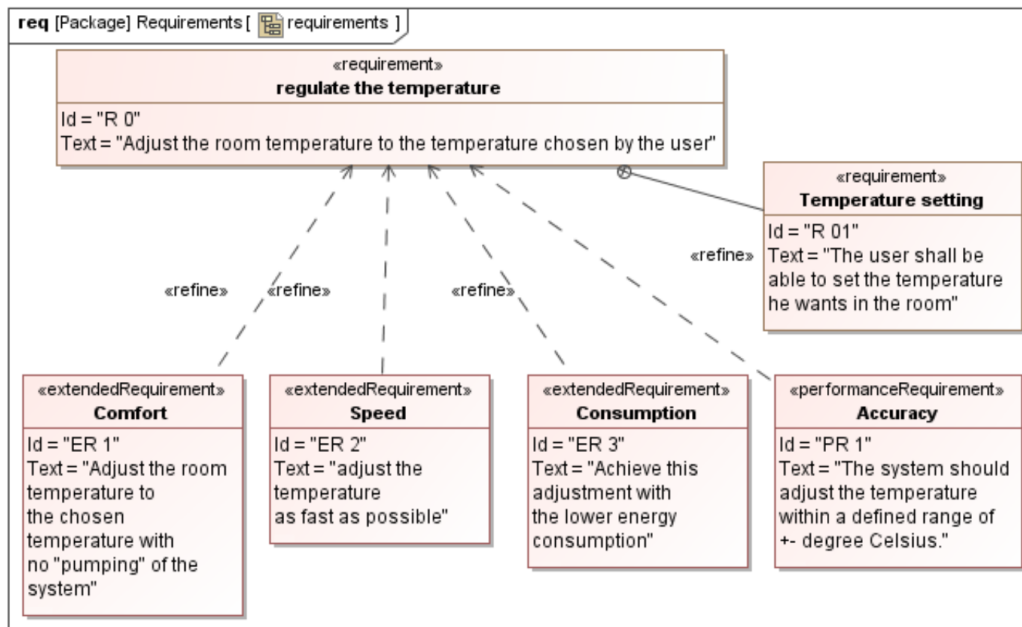 req [Package] Requirements [ requirements ]
«requirement»
regulate the temperature
Id = "R 0"
Text = "Adjust the room temperature to the temperature chosen by the user"
«requirement»
Temperature setting
Id = "R 01"
Text = "The user shall be
able to set the temperature
he wants in the room"
«refine»
«refine»
«refine»
«refine»
«extendedRequirement»
Comfort
Id = "ER 1"
Text = "Adjust the room
temperature to
the chosen
temperature with
no "pumping" of the
system"
«extendedRequirement»
Speed
Id = "ER 2"
Text = "adjust the
temperature
as fast as possible"
«extendedRequirement»
Consumption
Id = "ER 3"
Text = "Achieve this
adjustment with
the lower energy
consumption"
«performanceRequirement»
Accuracy
Id = "PR 1"
Text = "The system should
adjust the temperature
within a defined range of
+- degree Celsius."